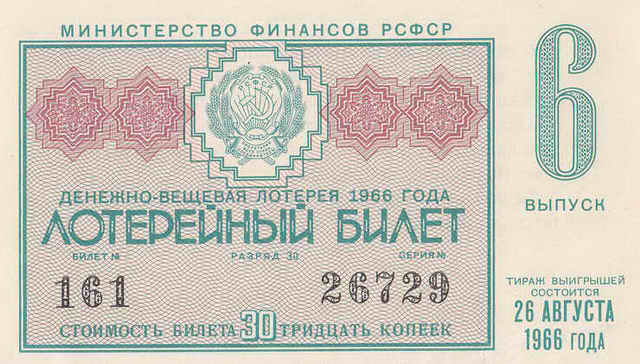 МИНИСТЕРСТВО ФИНАНСОВ РСФСР
ДЕНЕЖНО-ВЕЩЕВАЯ ЛОТЕРЕЯ 1966 ГОДА
ЛОТЕРЕЙНЫЙ БИЛЕТ
БИЛЕТ № РАЗРЯД 30 СЕРИЯ №
161 26729
СТОИМОСТЬ БИЛЕТА 30 ТРИДЦАТЬ КОПЕЕК
6
ВЫПУСК
ТИРАЖ ВЫИГРЫШЕЙ
СОСТОИТСЯ
26 АВГУСТА
1966 ГОДА